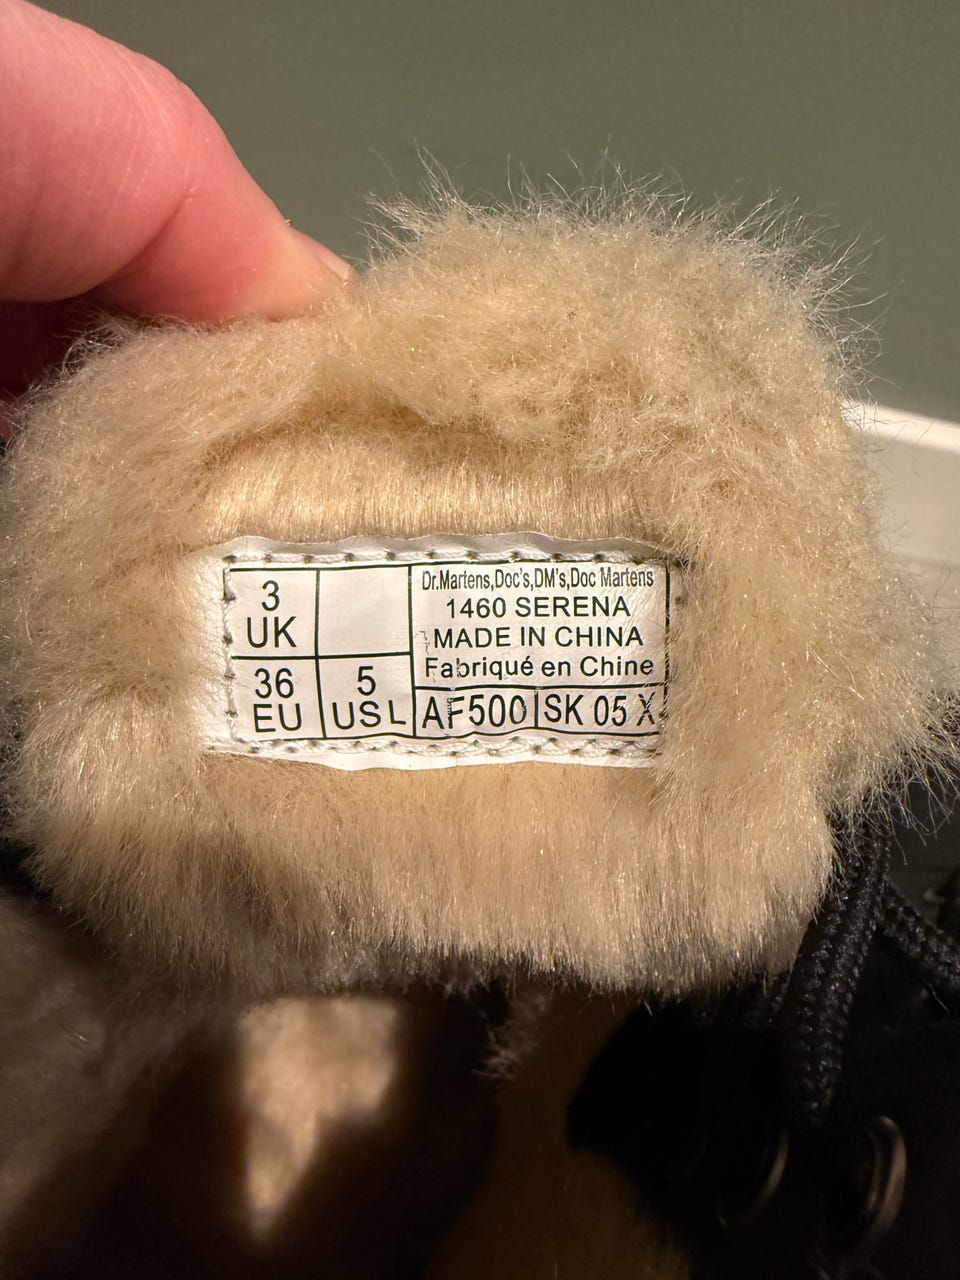 3
UK
36
EU
5
USL
Dr.Martens,Doc's,DM's,Doc Martens
1460 SERENA
MADE IN CHINA
Fabriqué en Chine
AF500 SK 05 X